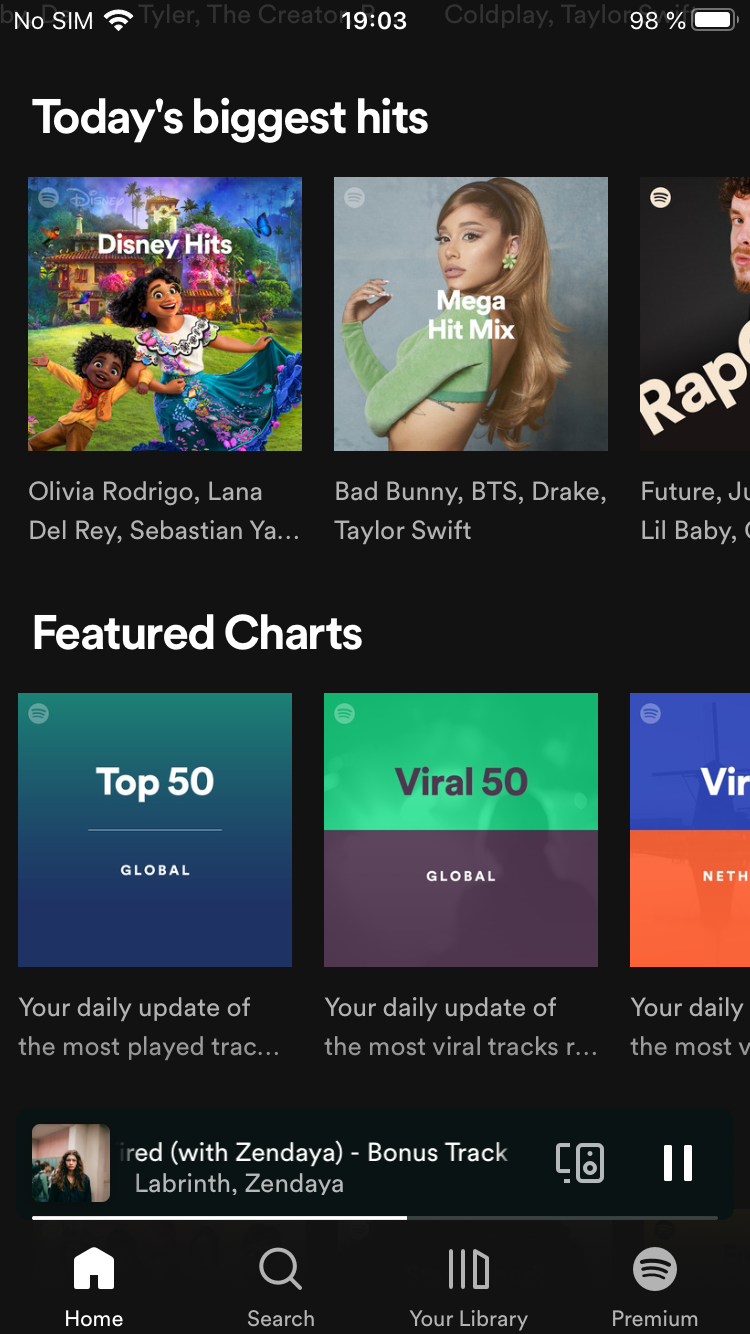 No SIM 19:03 98 %
Tyler, The Creator
Coldplay, Taylor Swift
Today's biggest hits
Disney
Disney Hits
Mega
Hit Mix
Rap
Olivia Rodrigo, Lana
Del Rey, Sebastian Ya...
Bad Bunny, BTS, Drake,
Taylor Swift
Future, Ju
Lil Baby,
Featured Charts
Top 50
GLOBAL
Viral 50
GLOBAL
Vir
NETH
Your daily update of
the most played trac...
Your daily update of
the most viral tracks r...
Your daily
the most v
ired (with Zendaya) - Bonus Track
Labrinth, Zendaya
Home
Search
Your Library
Premium